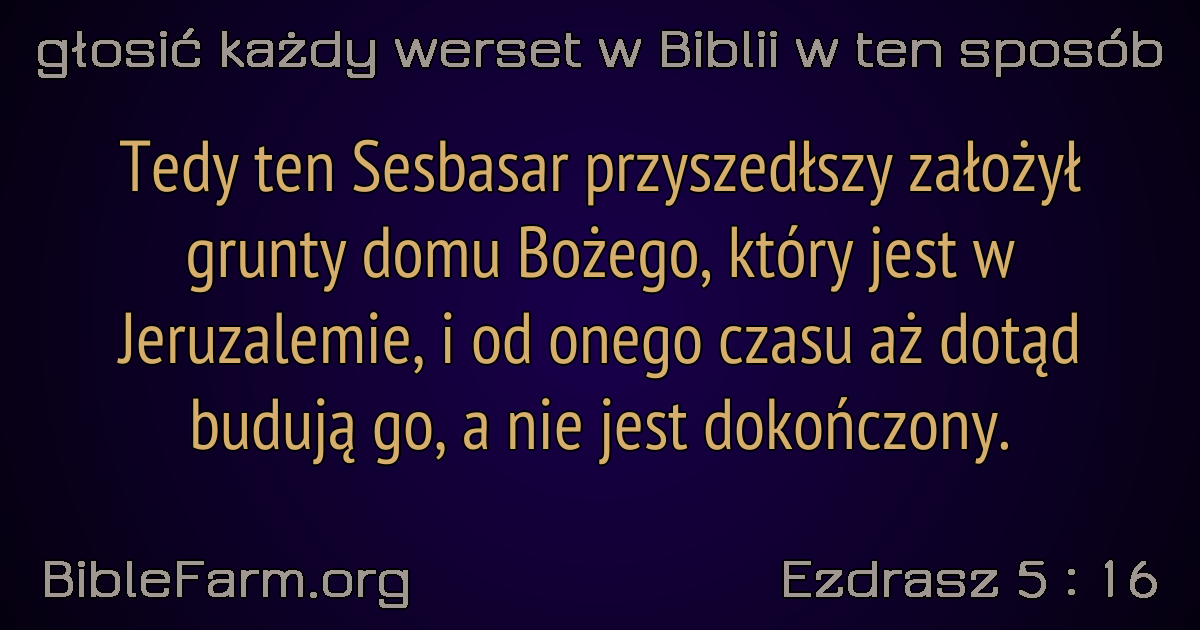 głosić każdy werset w Biblii w ten sposób
Tedy ten Sesbasar przyszedłszy założył
grunty domu Bożego, który jest w
Jeruzalemie, i od onego czasu aż dotąd
budują go, a nie jest dokończony.
BibleFarm.org
Ezdrasz 5 : 16